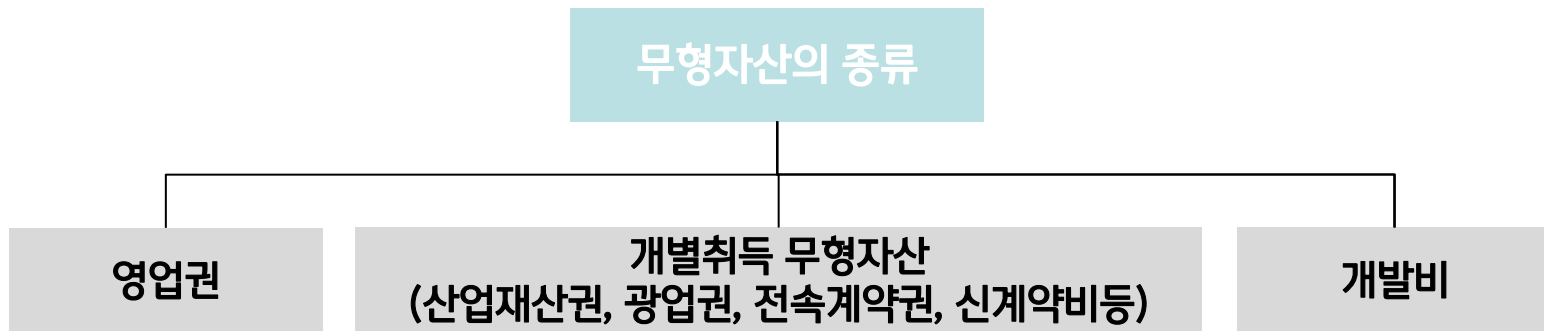 무형자산의 종류
영업권
개별취득 무형자산
(산업재산권, 광업권, 전속계약권, 신계약비등)
개발비